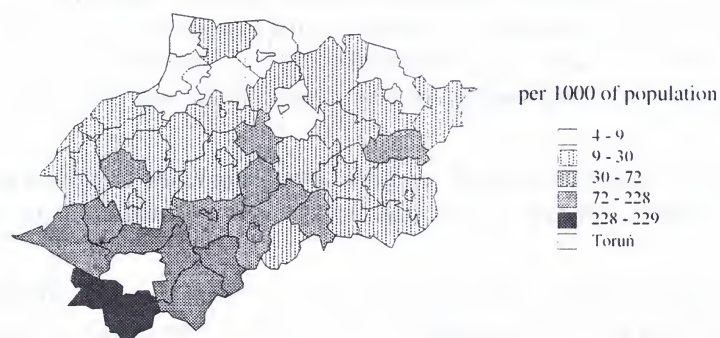 per 1000 of population
4 - 9
9 - 30
30 - 72
72 - 228
228 - 229
Toruń